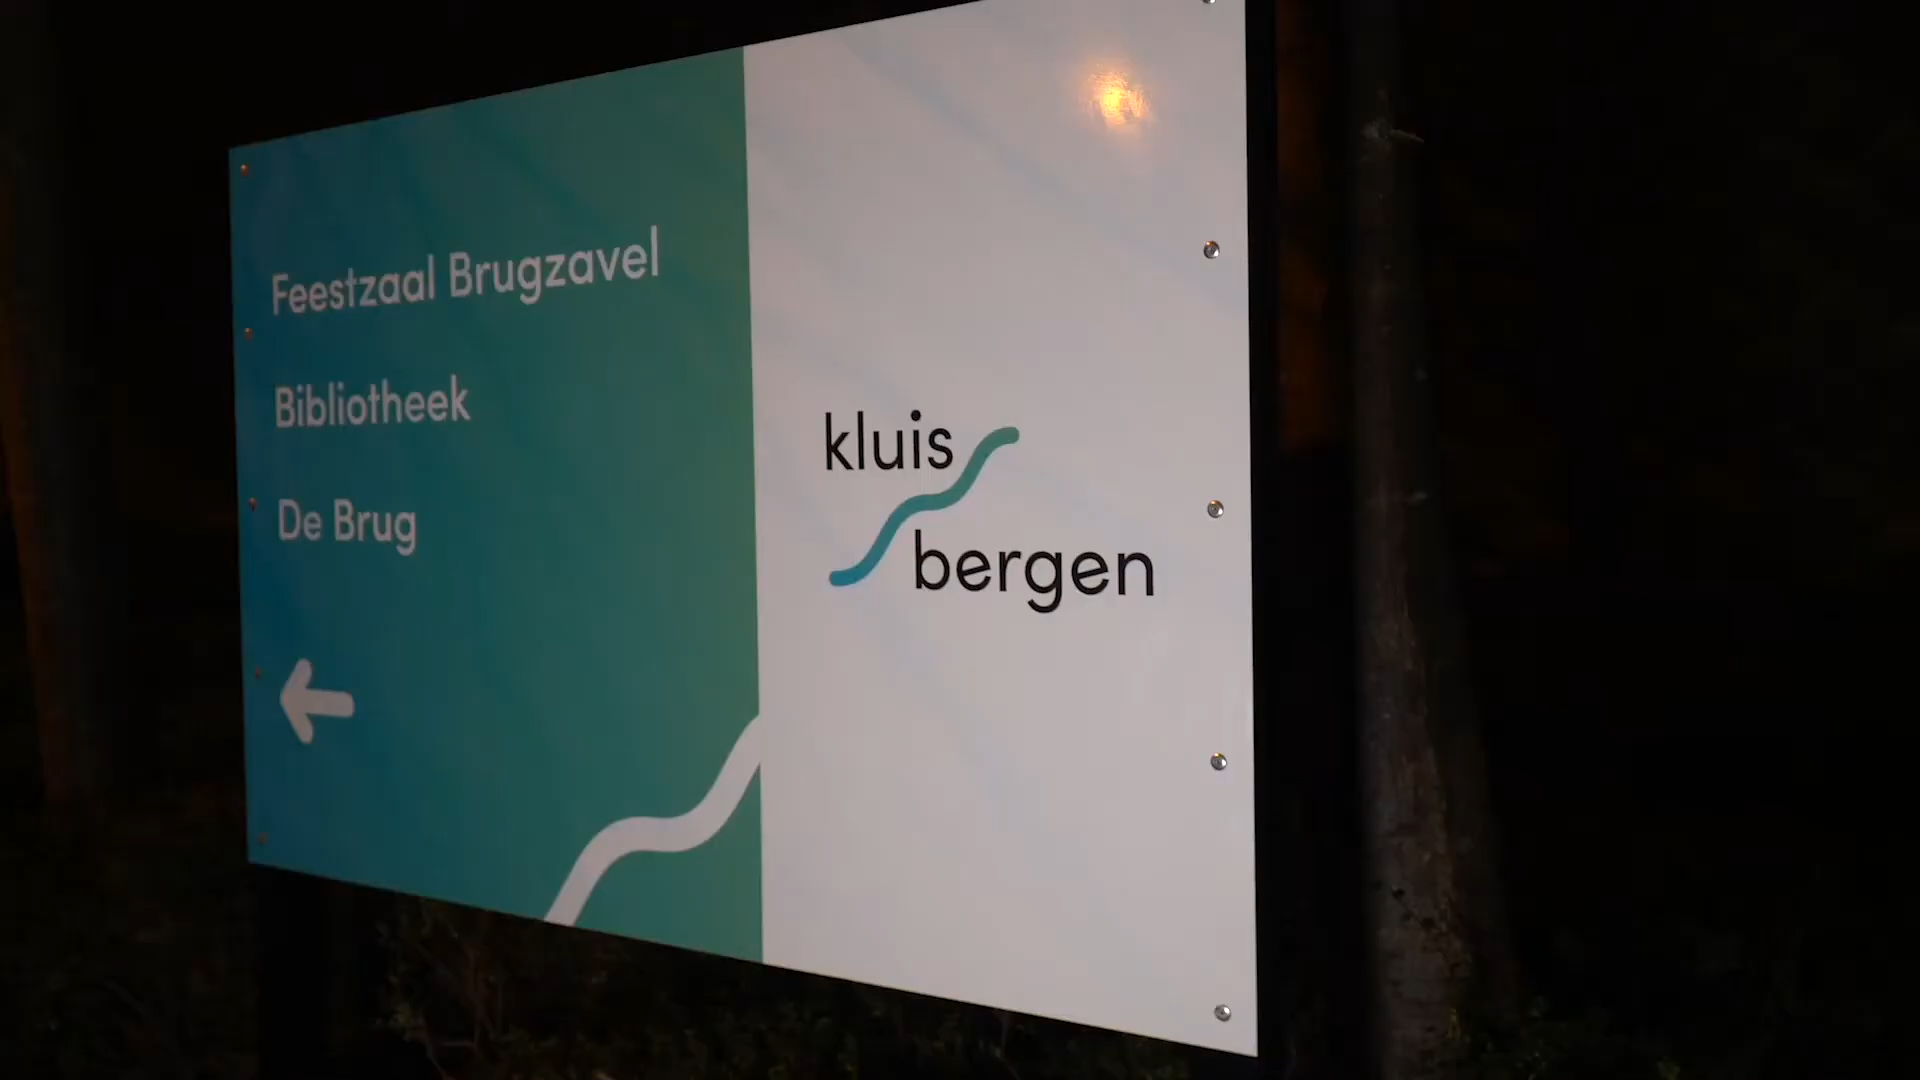 Feestzaal Brugzavel
Bibliotheek
De Brug
kluis
bergen